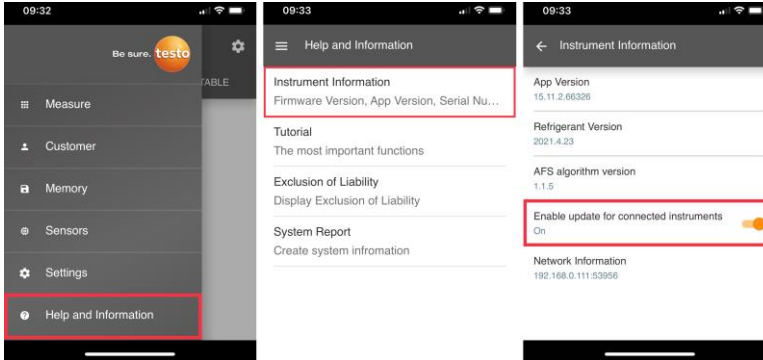 09:32
Be sure. testo
TABLE
Measure
Customer
Memory
Sensors
Settings
Help and Information
09:33
Help and Information
Instrument Information
Firmware Version, App Version, Serial Nu...
Tutorial
The most important functions
Exclusion of Liability
Display Exclusion of Liability
System Report
Create system infromation
09:33
Instrument Information
App Version
15.11.2.66326
Refrigerant Version
2021.4.23
AFS algorithm version
1.1.5
Enable update for connected instruments
On
Network Information
192.168.0.111:53956